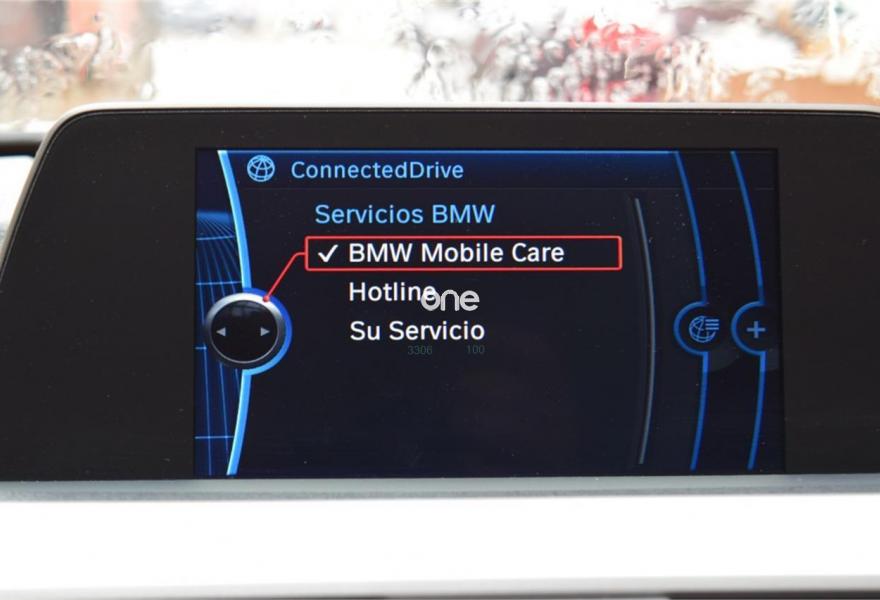 ConnectedDrive
Servicios BMW
✓ BMW Mobile Care
Hotline
one
Su Servicio
3306 100